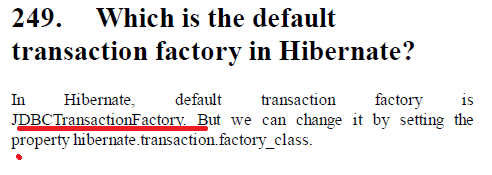 249. Which is the default
transaction factory in Hibernate?
In Hibernate, default transaction factory is
JDBCTransactionFactory. But we can change it by setting the
property hibernate.transaction.factory_class.